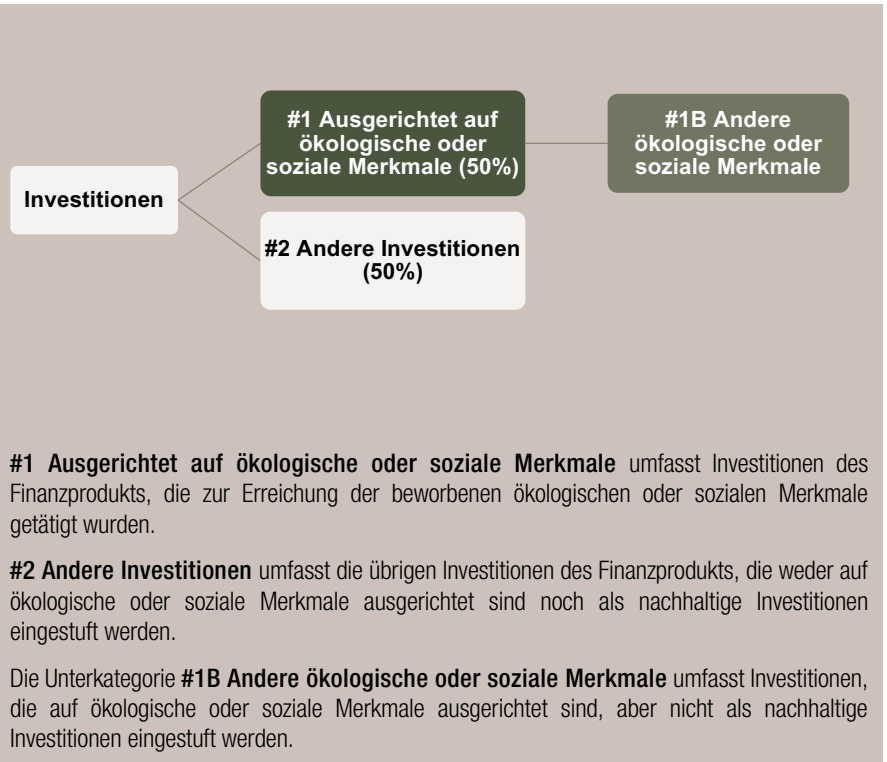 #1 Ausgerichtet auf
ökologische oder
soziale Merkmale (50%)
#1B Andere
ökologische oder
soziale Merkmale
Investitionen
#2 Andere Investitionen
(50%)
#1 Ausgerichtet auf ökologische oder soziale Merkmale umfasst Investitionen des
Finanzprodukts, die zur Erreichung der beworbenen ökologischen oder sozialen Merkmale
getätigt wurden.
#2 Andere Investitionen umfasst die übrigen Investitionen des Finanzprodukts, die weder auf
ökologische oder soziale Merkmale ausgerichtet sind noch als nachhaltige Investitionen
eingestuft werden.
Die Unterkategorie #1B Andere ökologische oder soziale Merkmale umfasst Investitionen,
die auf ökologische oder soziale Merkmale ausgerichtet sind, aber nicht als nachhaltige
Investitionen eingestuft werden.